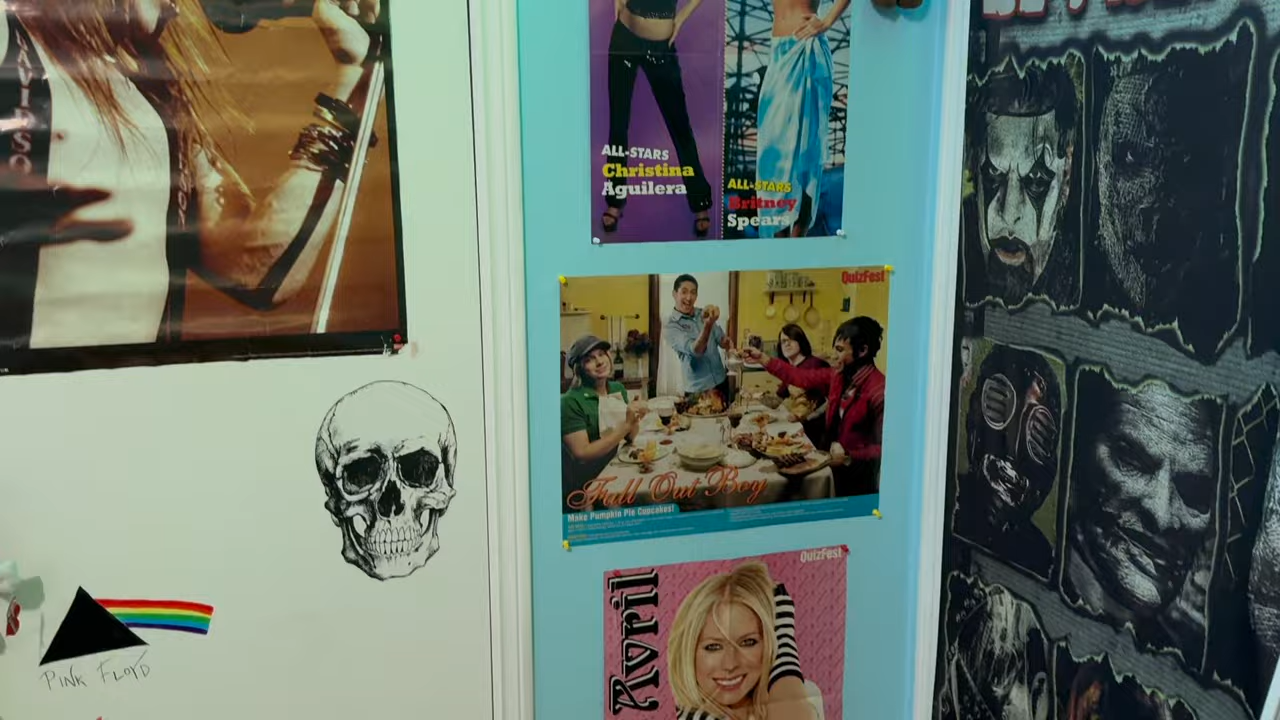 ALL-STARS
Christina
Aguilera
ALL-STARS
Britney
Spears
QuizFest
Fall Out Boy
Make Pumpkin Pie Cupcakes!
QuizFest
Avril
PINK FLOYD